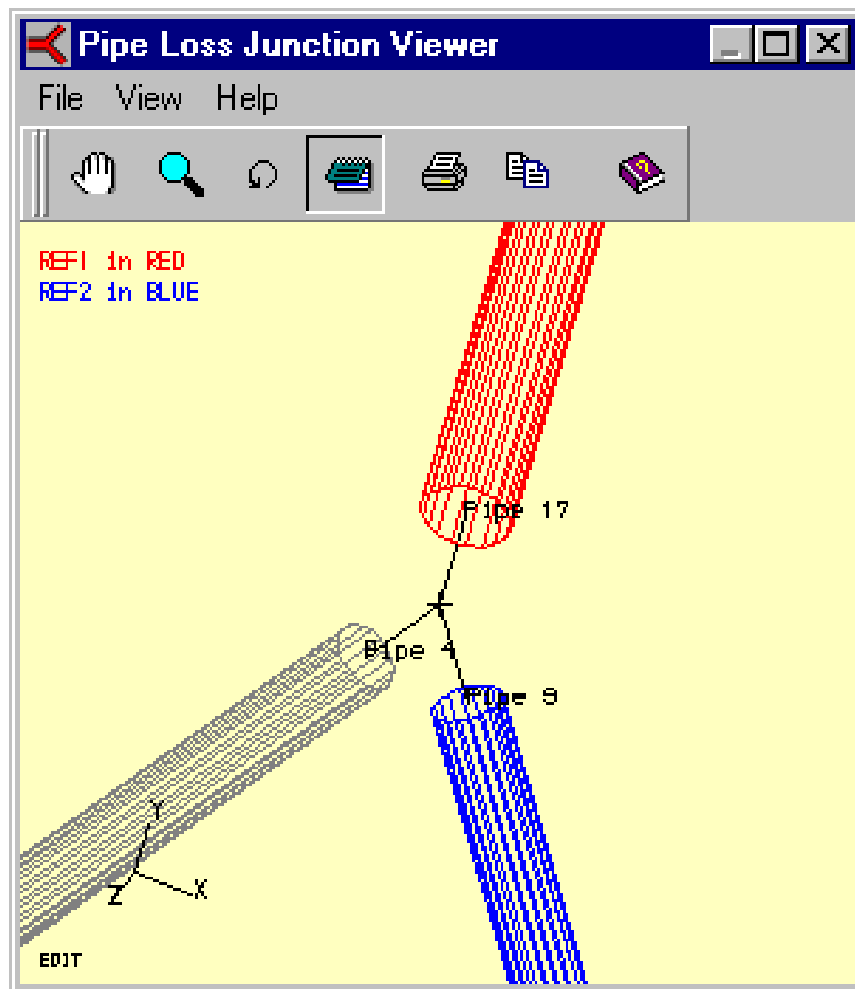 Pipe Loss Junction Viewer
File View Help
REF1 in RED
REF2 in BLUE
Pipe 17
Pipe 4
Pipe 9
Y
X
Z
EDIT